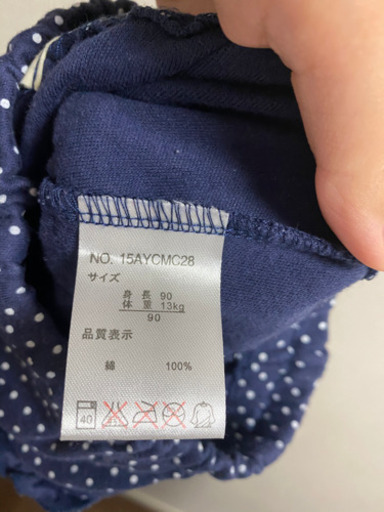 NO. 15AYCMC28
サイズ
身 長 90
体 重 13kg
90
品質表示
綿 100%
40